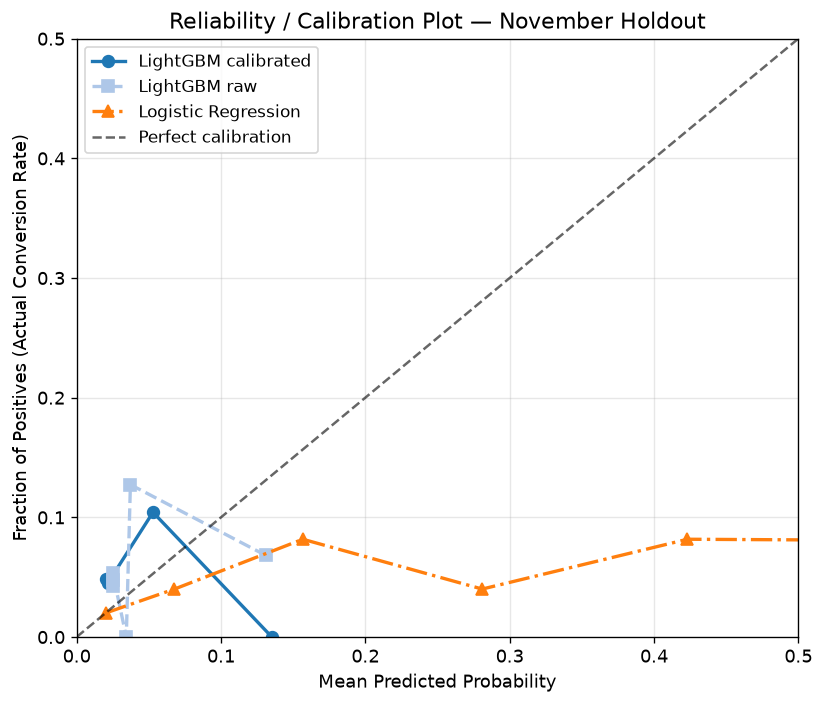 Reliability / Calibration Plot — November Holdout
LightGBM calibrated
LightGBM raw
Logistic Regression
Perfect calibration
Fraction of Positives (Actual Conversion Rate)
0.5
0.4
0.3
0.2
0.1
0.0
0.0 0.1 0.2 0.3 0.4 0.5
Mean Predicted Probability